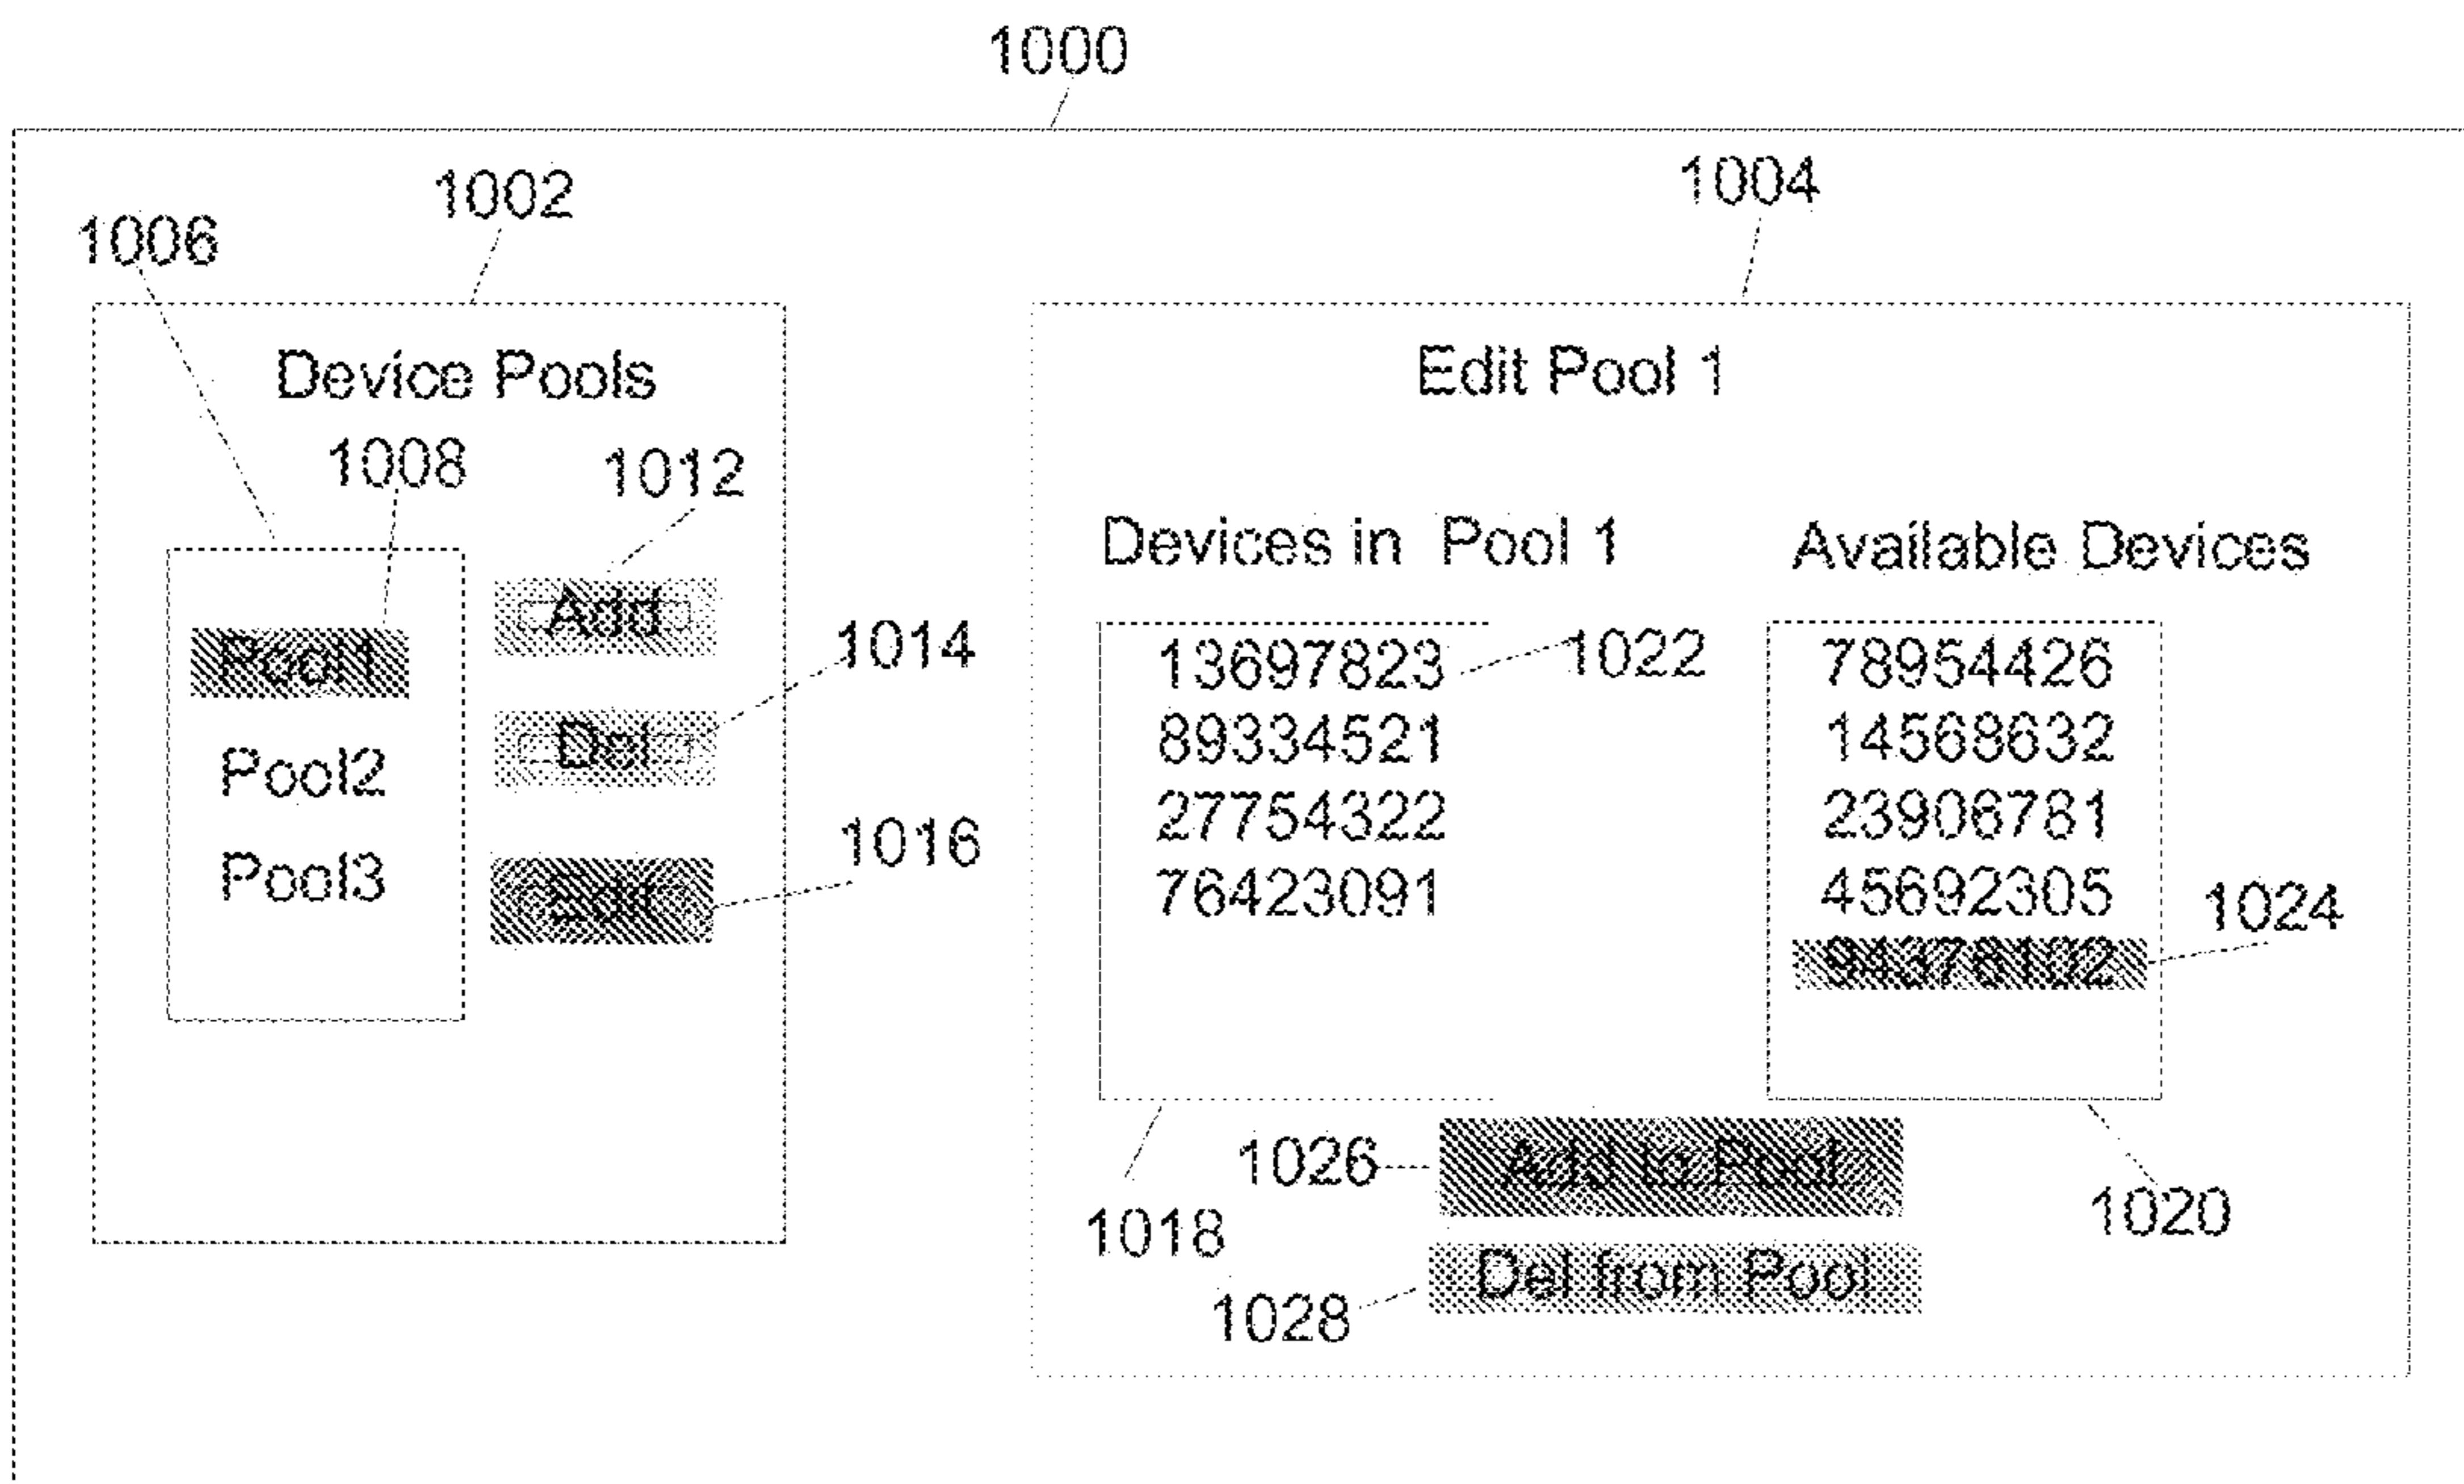 1000
1002
1004
1006
Device Pools
Edit Pool 1
1008
1012
Devices in Pool 1
Available Devices
Pool1
Pool2
Pool3
Add
Del
Edit
1014
1016
13697823
89334521
27754322
76423091
1022
78954426
14568632
23906781
45692305
1024
1026
Add to Pool
1018
1020
Del from Pool
1028